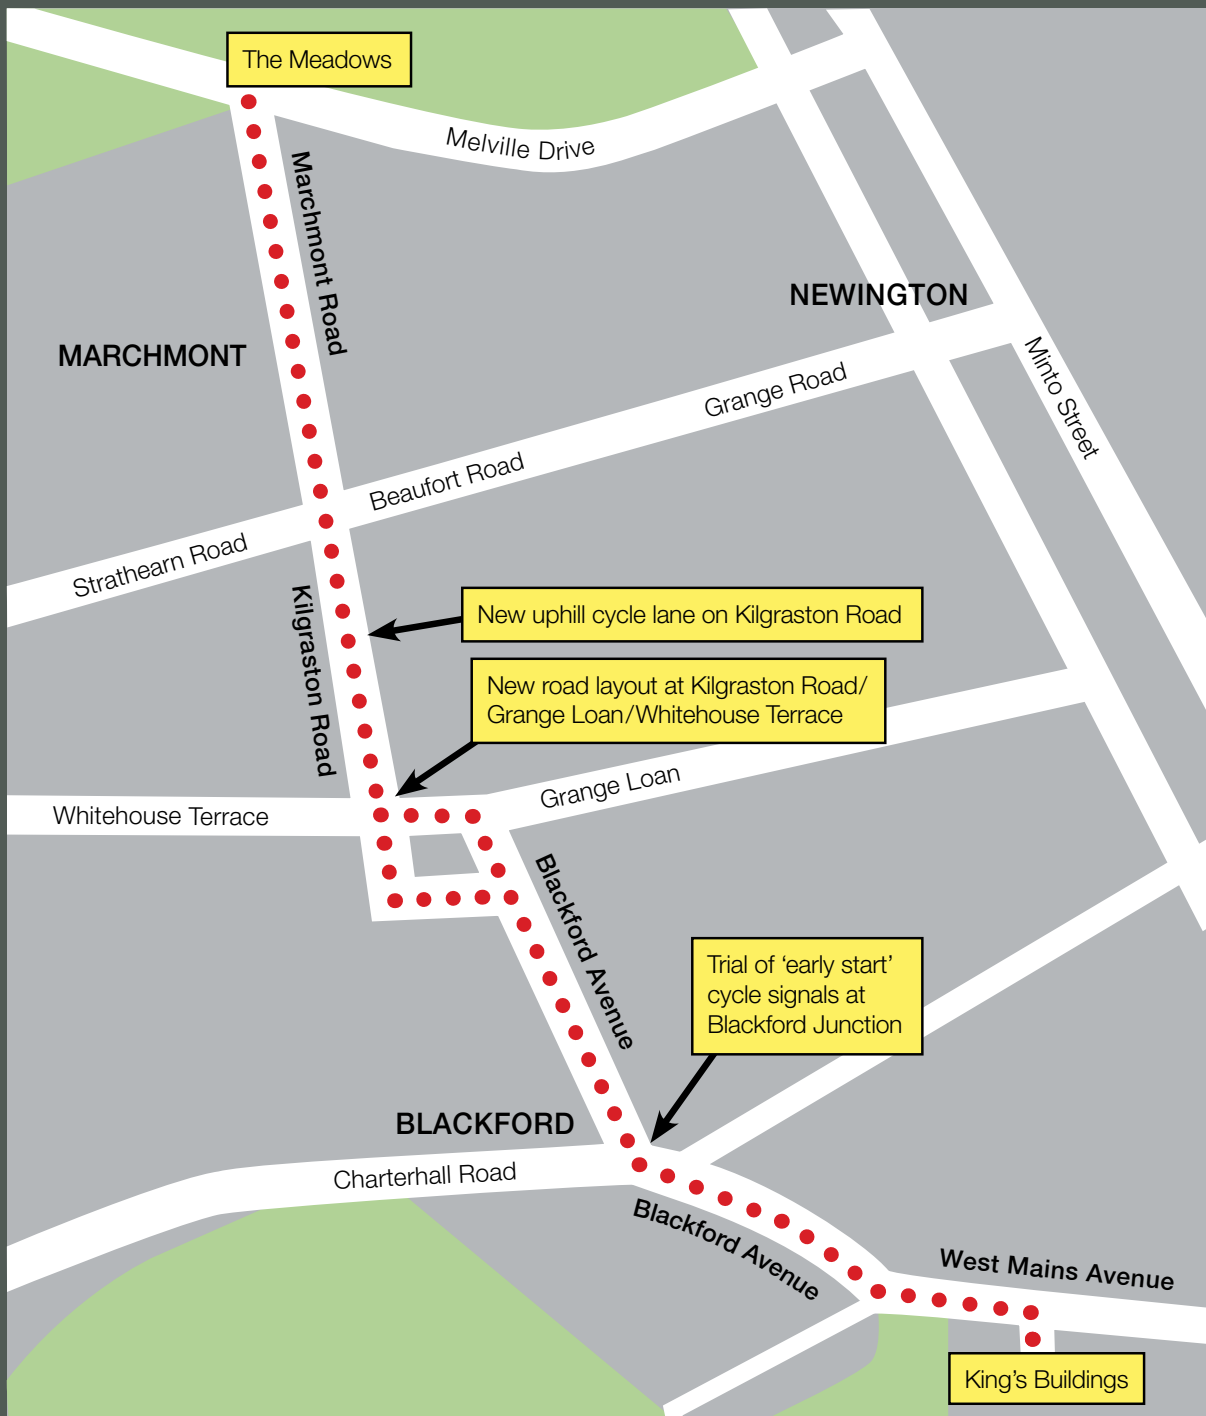 The Meadows
Melville Drive
Marchmont Road
NEWINGTON
MARCHMONT
Minto Street
Grange Road
Beaufort Road
Strathearn Road
Kilgraston Road
New uphill cycle lane on Kilgraston Road
New road layout at Kilgraston Road/
Grange Loan/Whitehouse Terrace
Grange Loan
Whitehouse Terrace
Blackford Avenue
Trial of ‘early start’
cycle signals at
Blackford Junction
BLACKFORD
Charterhall Road
Blackford Avenue
West Mains Avenue
King’s Buildings